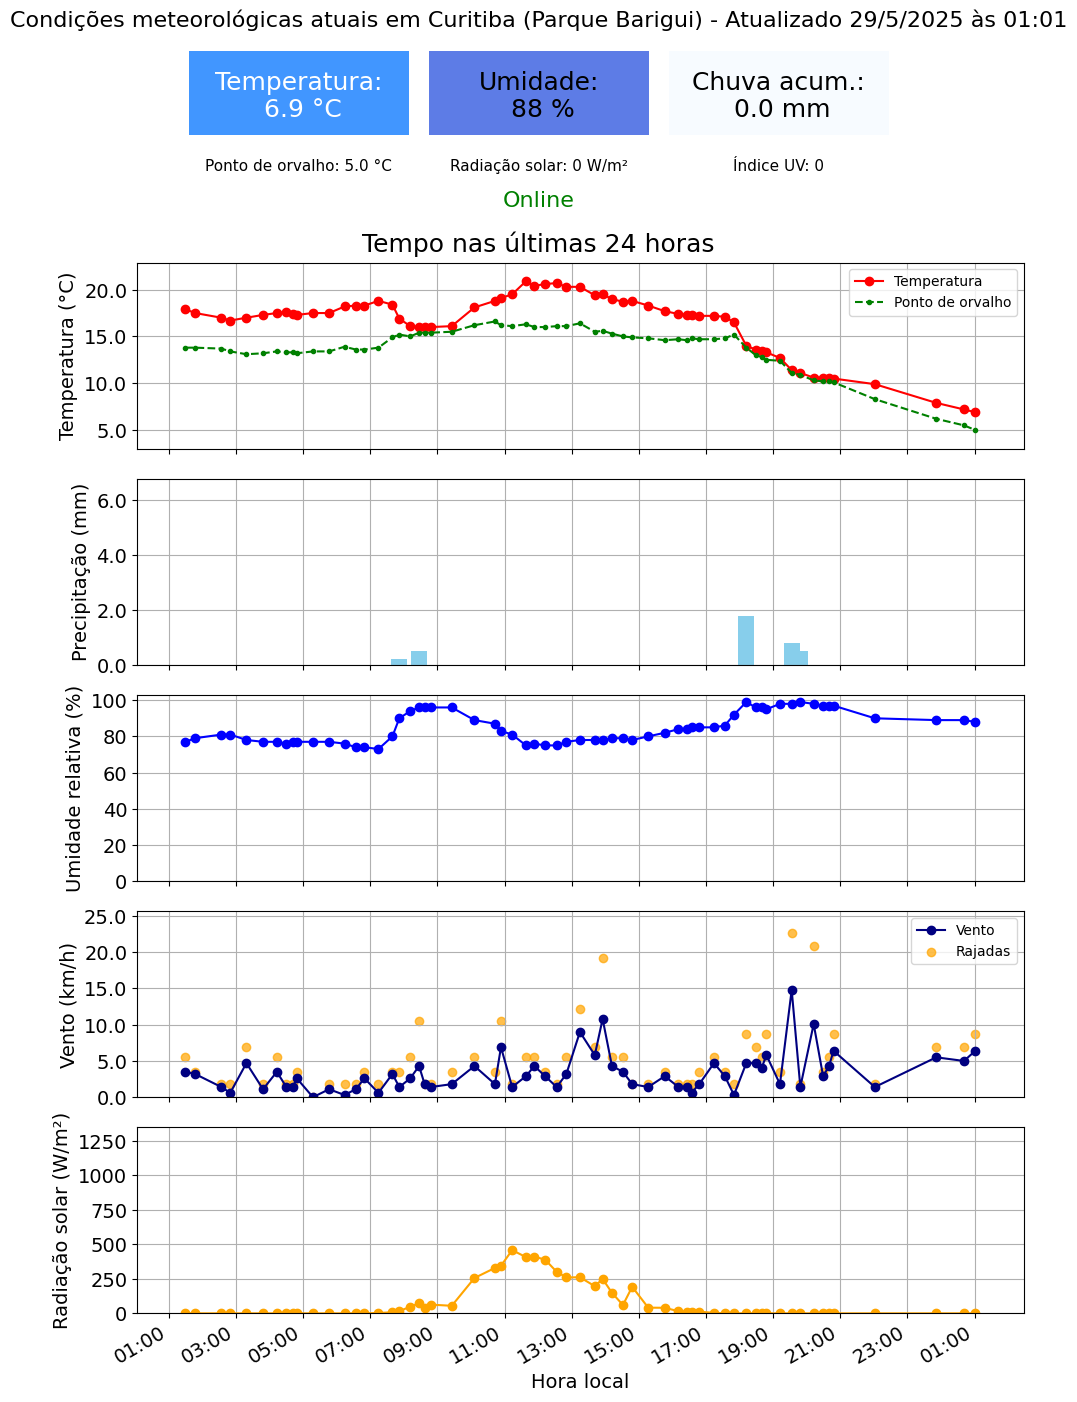 Condições meteorológicas atuais em Curitiba (Parque Barigui) - Atualizado 29/5/2025 às 01:01
Temperatura:
6.9 °C
Umidade:
88 %
Chuva acum.:
0.0 mm
Ponto de orvalho: 5.0 °C
Radiação solar: 0 W/m²
Índice UV: 0
Online
Tempo nas últimas 24 horas
Temperatura (°C)
20.0
15.0
10.0
5.0
Temperatura
Ponto de orvalho
Precipitação (mm)
6.0
4.0
2.0
0.0
Umidade relativa (%)
100
80
60
40
20
0
Vento (km/h)
25.0
20.0
15.0
10.0
5.0
0.0
Vento
Rajadas
Radiação solar (W/m²)
1250
1000
750
500
250
0
01:00
03:00
05:00
07:00
09:00
11:00
13:00
15:00
17:00
19:00
21:00
23:00
01:00
Hora local